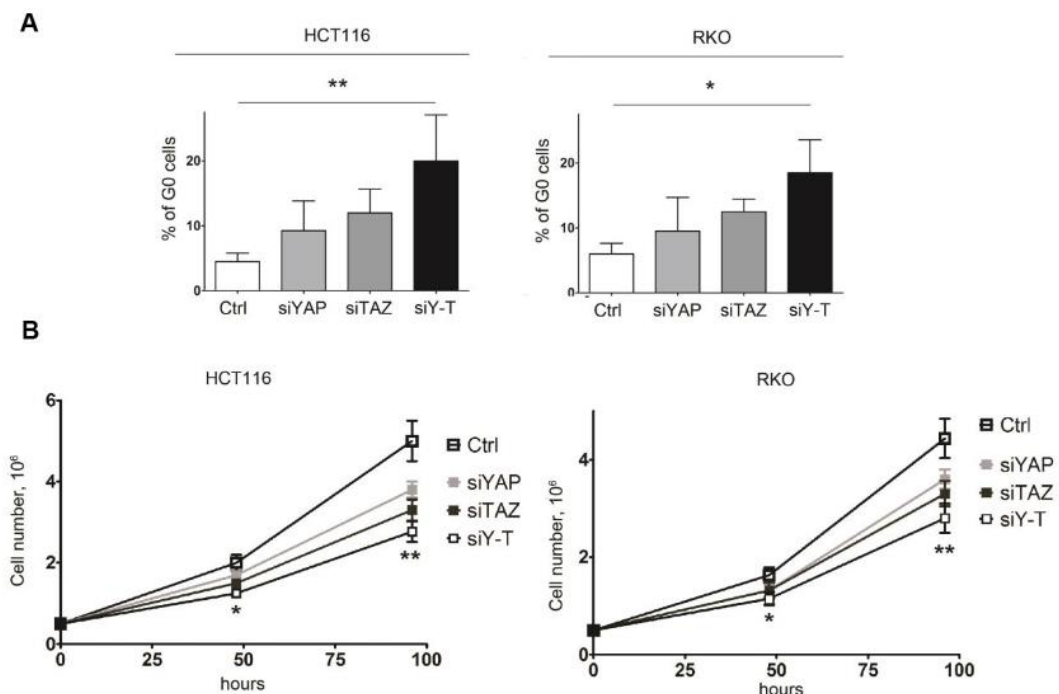 A
HCT116
RKO
**
*
% of G0 cells
20
10
0
Ctrl siYAP siTAZ siY-T
% of G0 cells
20
10
0
Ctrl siYAP siTAZ siY-T
B
HCT116
RKO
Cell number, 10⁶
6
4
2
0
0 25 50 75 100
hours
*
**
Ctrl
siYAP
siTAZ
siY-T
Cell number, 10⁶
4
2
0
0 25 50 75 100
hours
*
**
Ctrl
siYAP
siTAZ
siY-T